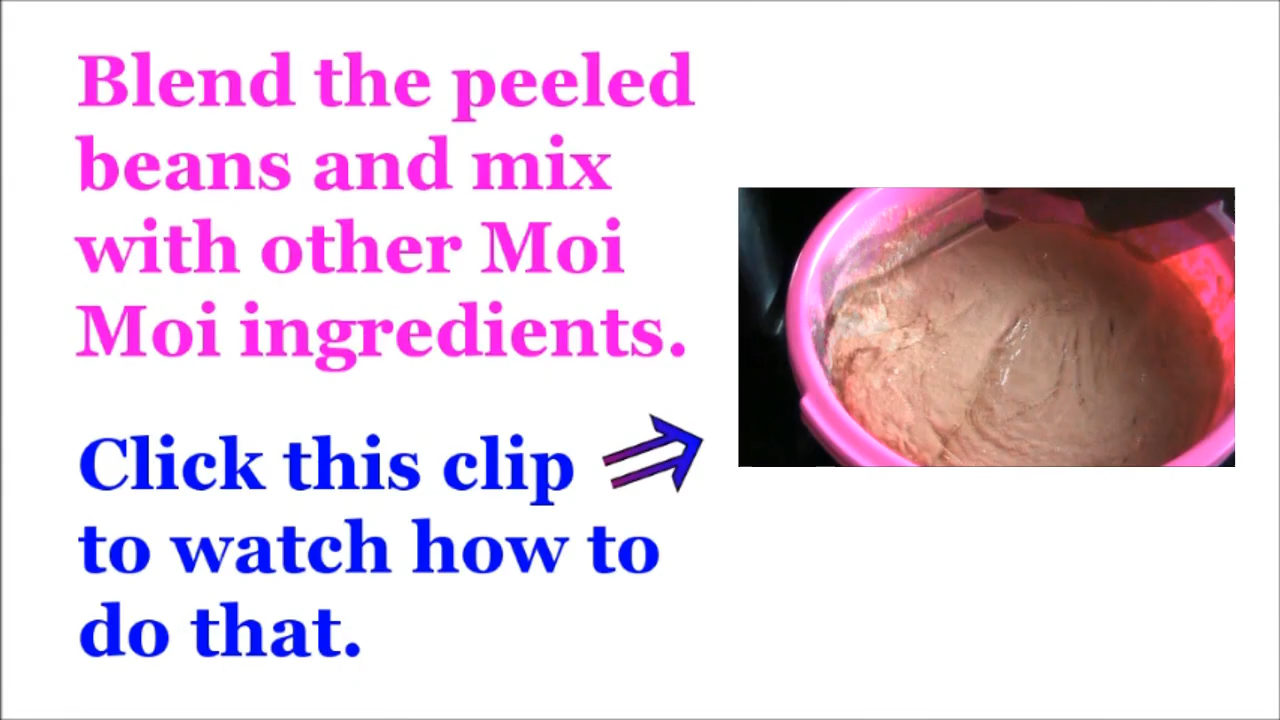 Blend the peeled
beans and mix
with other Moi
Moi ingredients.
Click this clip
to watch how to
do that.